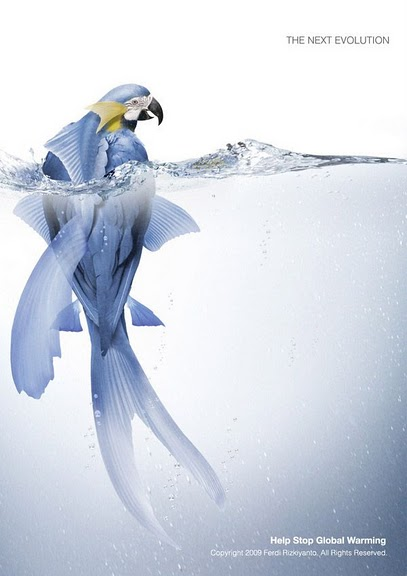 THE NEXT EVOLUTION
Help Stop Global Warming
Copyright 2009 Ferdi Rizkiyanto. All Rights Reserved.